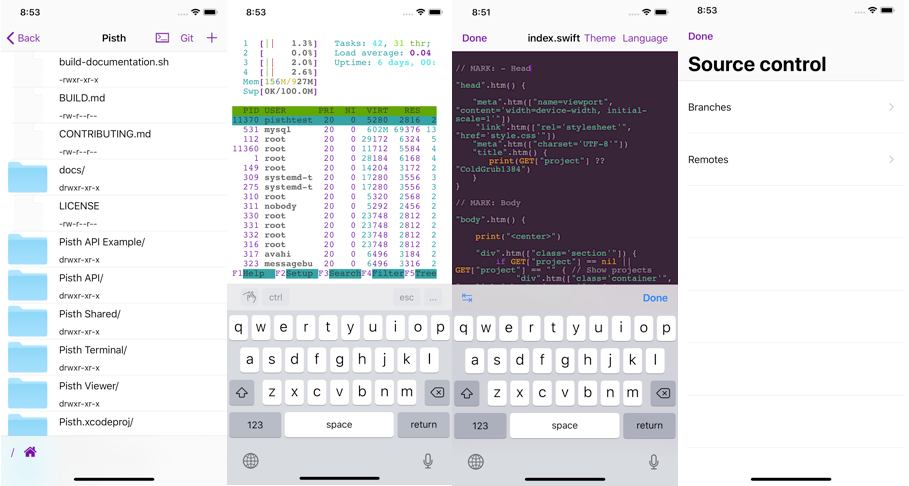 8:53
Back
Pisth
Git
build-documentation.sh
-rwxr-xr-x
BUILD.md
-rw-r--r--
CONTRIBUTING.md
-rw-r--r--
docs/
drwxr-xr-x
LICENSE
-rw-r--r--
Pisth API Example/
drwxr-xr-x
Pisth API/
drwxr-xr-x
Pisth Shared/
drwxr-xr-x
Pisth Terminal/
drwxr-xr-x
Pisth Viewer/
drwxr-xr-x
Pisth.xcodeproj/
/
8:53
1 [|| 1.3%] Tasks: 42, 31 thr;
2 [ 0.0%] Load average: 0.04
3 [|| 2.0%] Uptime: 6 days, 00:
4 [|| 2.6%]
Mem[156M/927M]
Swp[0K/100.0M]
PID USER PRI NI VIRT RES
11370 pisthtest 20 0 5280 2816 2
531 mysql 20 0 602M 69376 13
112 root 20 0 29172 6324 5
11360 root 20 0 11712 5584 4
1 root 20 0 28184 6168 4
149 root 20 0 14204 3172 2
309 systemd-t 20 0 17280 3556 3
275 systemd-t 20 0 17280 3556 3
310 root 20 0 5320 2568 2
311 nobody 20 0 5292 2456 2
330 root 20 0 23748 2812 2
331 root 20 0 23748 2812 2
332 root 20 0 23748 2812 2
316 root 20 0 23748 2812 2
317 avahi 20 0 6496 3184 2
323 messagebu 20 0 6496 3316 2
F1Help F2Setup F3SearchF4FilterF5Tree
ctrl esc ...
q w e r t y u i o p
a s d f g h j k l
z x c v b n m
123 space return
8:51
Done index.swift Theme Language
// MARK: - Head
"head".htm() {
"meta".htm(["name=viewport",
"content='width=device-width, initial-
scale=1'"])
"link".htm(["rel='stylesheet'",
"href='style.css'"])
"meta".htm(["charset='UTF-8'"])
"title".htm() {
print(GET["project"] ??
"ColdGrub1384")
}
}
// MARK: Body
"body".htm() {
print("<center>")
"div".htm(["class='section'"]) {
if GET["project"] == nil ||
GET["project"] == "" { // Show projects
"div".htm(["class='container'",
Done
q w e r t y u i o p
a s d f g h j k l
z x c v b n m
123 space return
8:53
Done
Source control
Branches
Remotes